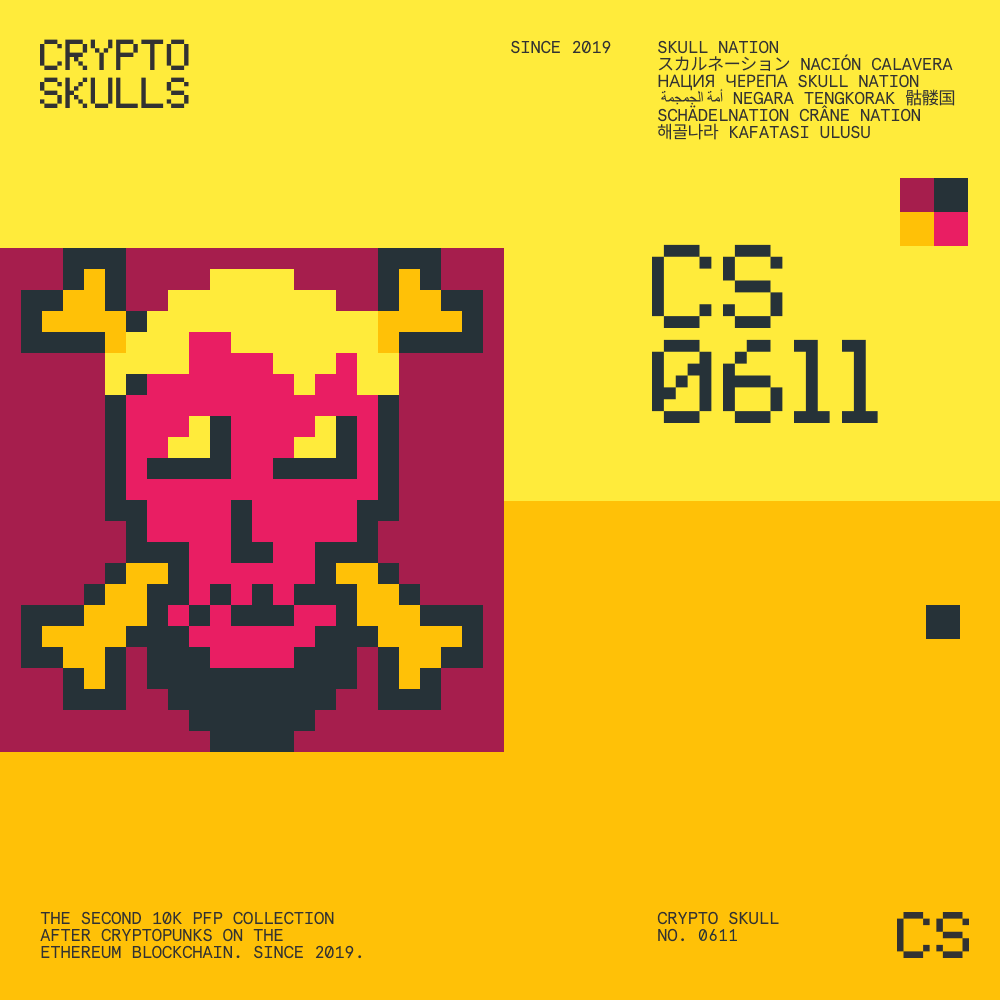 CRYPTO
SKULLS
SINCE 2019
SKULL NATION
スカルネーション NACIÓN CALAVERA
НАЦИЯ ЧЕРЕПА SKULL NATION
أمة الجمجمة NEGARA TENGKORAK 骷髅国
SCHÄDELNATION CRÂNE NATION
해골나라 KAFATASI ULUSU
CS
0611
THE SECOND 10K PFP COLLECTION
AFTER CRYPTOPUNKS ON THE
ETHEREUM BLOCKCHAIN. SINCE 2019.
CRYPTO SKULL
NO. 0611
CS